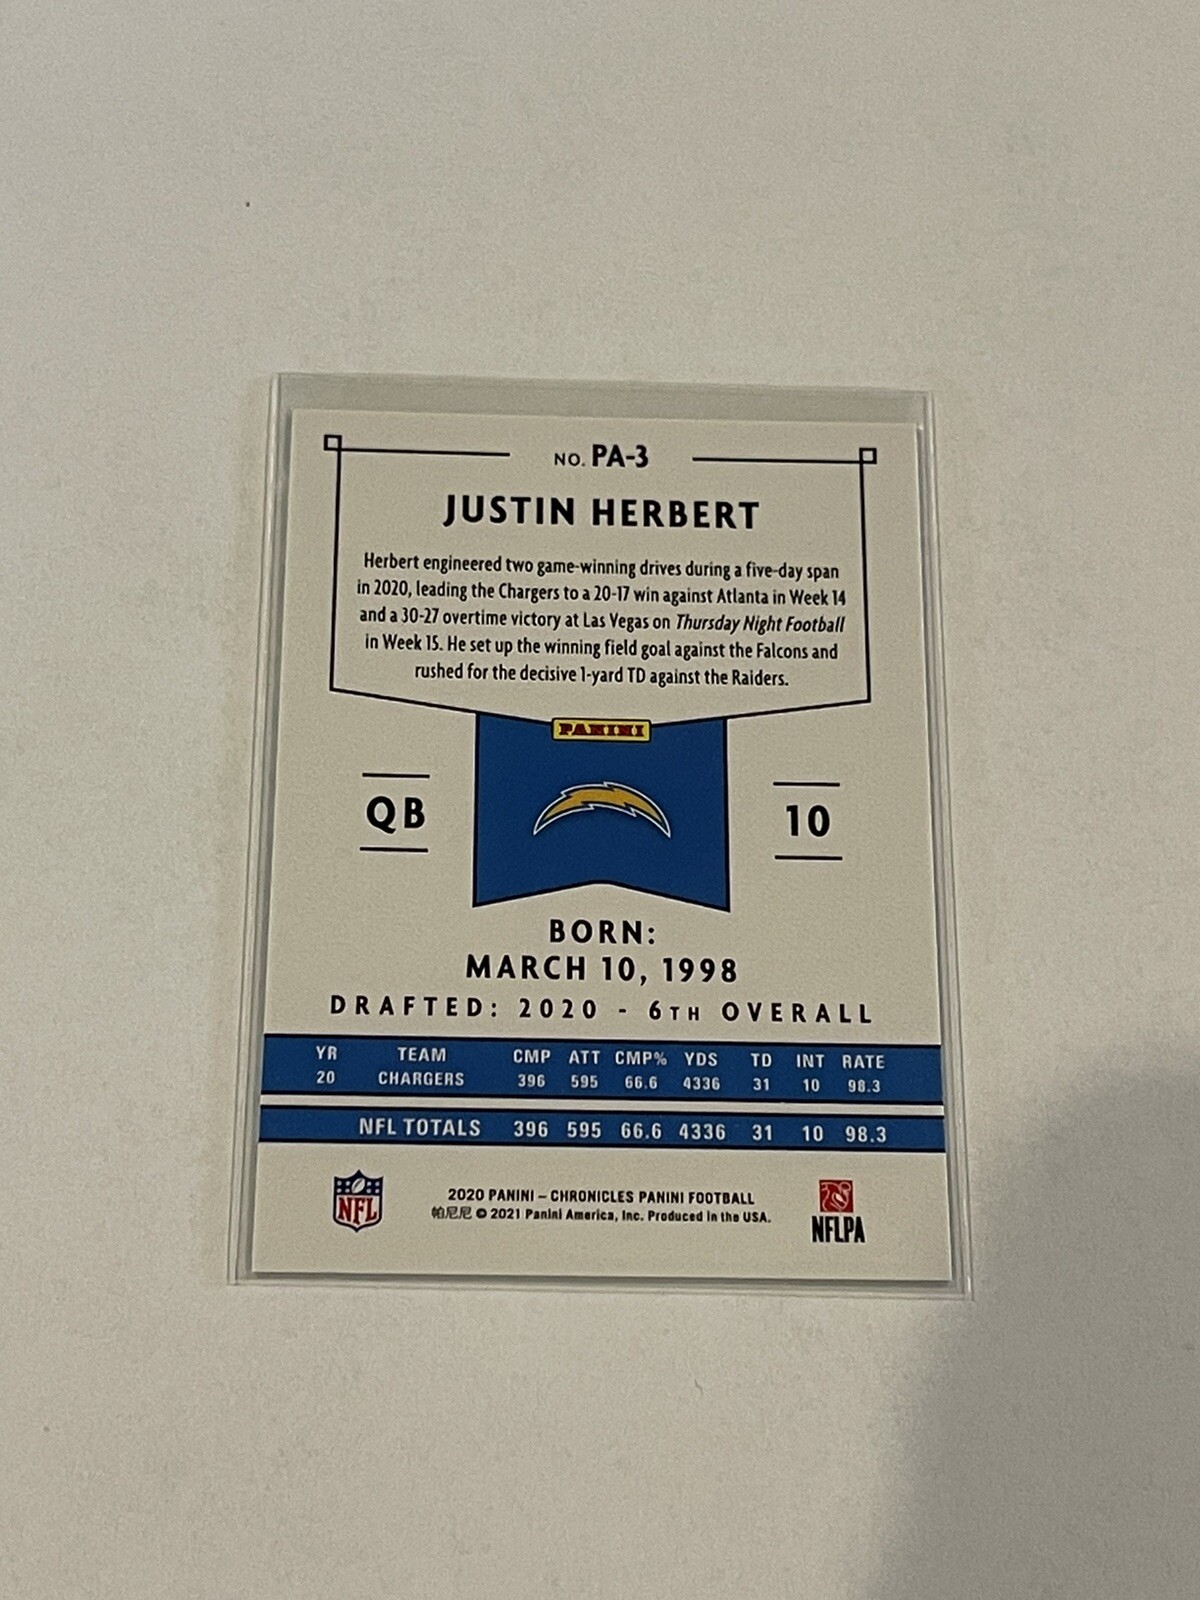 NO. PA-3
JUSTIN HERBERT
Herbert engineered two game-winning drives during a five-day span
in 2020, leading the Chargers to a 20-17 win against Atlanta in Week 14
and a 30-27 overtime victory at Las Vegas on Thursday Night Football
in Week 15. He set up the winning field goal against the Falcons and
rushed for the decisive 1-yard TD against the Raiders.
PANINI
QB
10
BORN:
MARCH 10, 1998
DRAFTED: 2020 - 6TH OVERALL
YR TEAM CMP ATT CMP% YDS TD INT RATE
20 CHARGERS 396 595 66.6 4336 31 10 98.3
NFL TOTALS 396 595 66.6 4336 31 10 98.3
NFL
2020 PANINI – CHRONICLES PANINI FOOTBALL
帕尼尼 © 2021 Panini America, Inc. Produced in the USA.
NFLPA